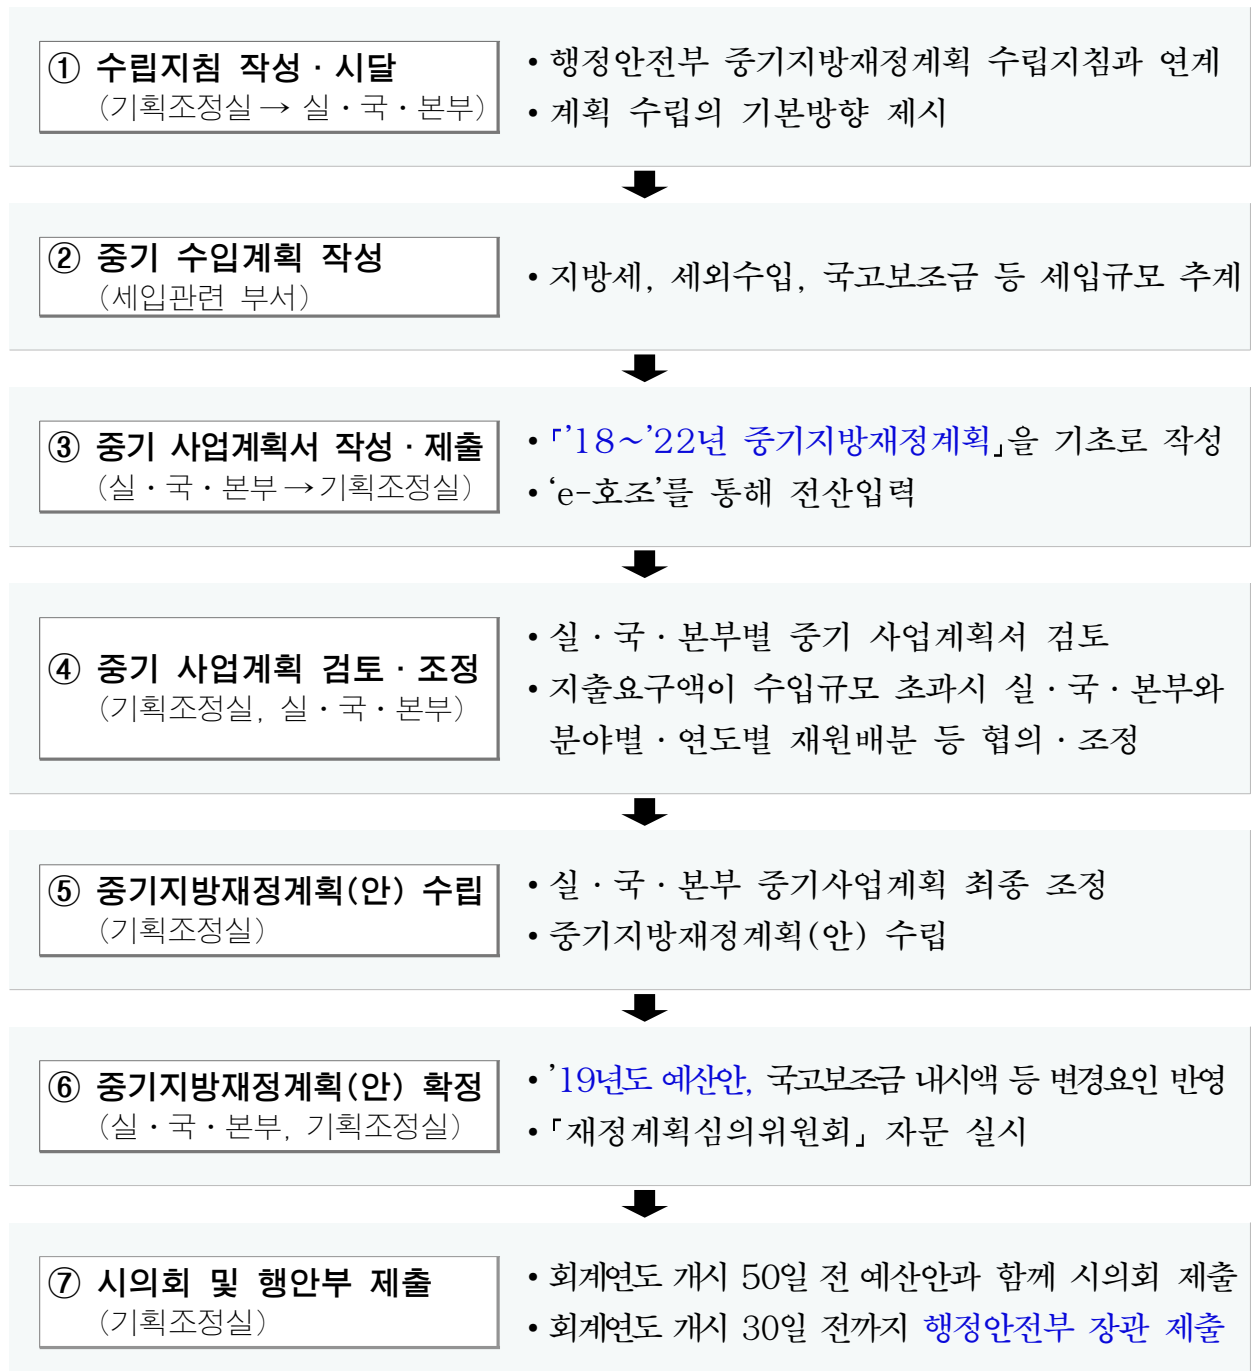 ① 수립지침 작성·시달
(기획조정실→ 실·국·본부)
• 행정안전부 중기지방재정계획 수립지침과 연계
• 계획 수립의 기본방향 제시
② 중기 수입계획 작성
(세입관련 부서)
• 지방세, 세외수입, 국고보조금 등 세입규모 추계
③ 중기 사업계획서 작성·제출
(실·국·본부→기획조정실)
• 「'18~'22년 중기지방재정계획」을 기초로 작성
• ‘e-호조’를 통해 전산입력
④ 중기 사업계획 검토·조정
(기획조정실, 실·국·본부)
• 실·국·본부별 중기 사업계획서 검토
• 지출요구액이 수입규모 초과시 실·국·본부와
분야별·연도별 재원배분 등 협의·조정
⑤ 중기지방재정계획(안) 수립
(기획조정실)
• 실·국·본부 중기사업계획 최종 조정
• 중기지방재정계획(안) 수립
⑥ 중기지방재정계획(안) 확정
(실·국·본부, 기획조정실)
• ’19년도 예산안, 국고보조금 내시액 등 변경요인 반영
• 「재정계획심의위원회」 자문 실시
⑦ 시의회 및 행안부 제출
(기획조정실)
• 회계연도 개시 50일 전 예산안과 함께 시의회 제출
• 회계연도 개시 30일 전까지 행정안전부 장관 제출